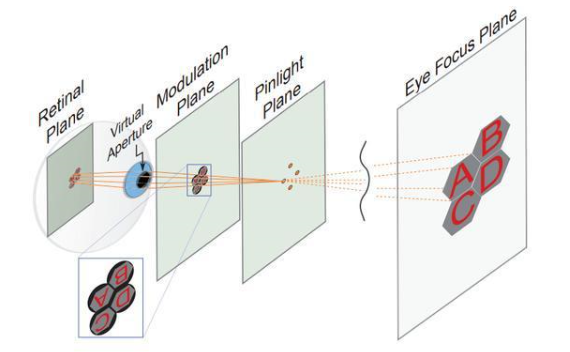 Retinal
Plane
Virtual
Aperture
Modulation
Plane
Pinlight
Plane
Eye Focus Plane
B
A
D
C
B
A
D
C